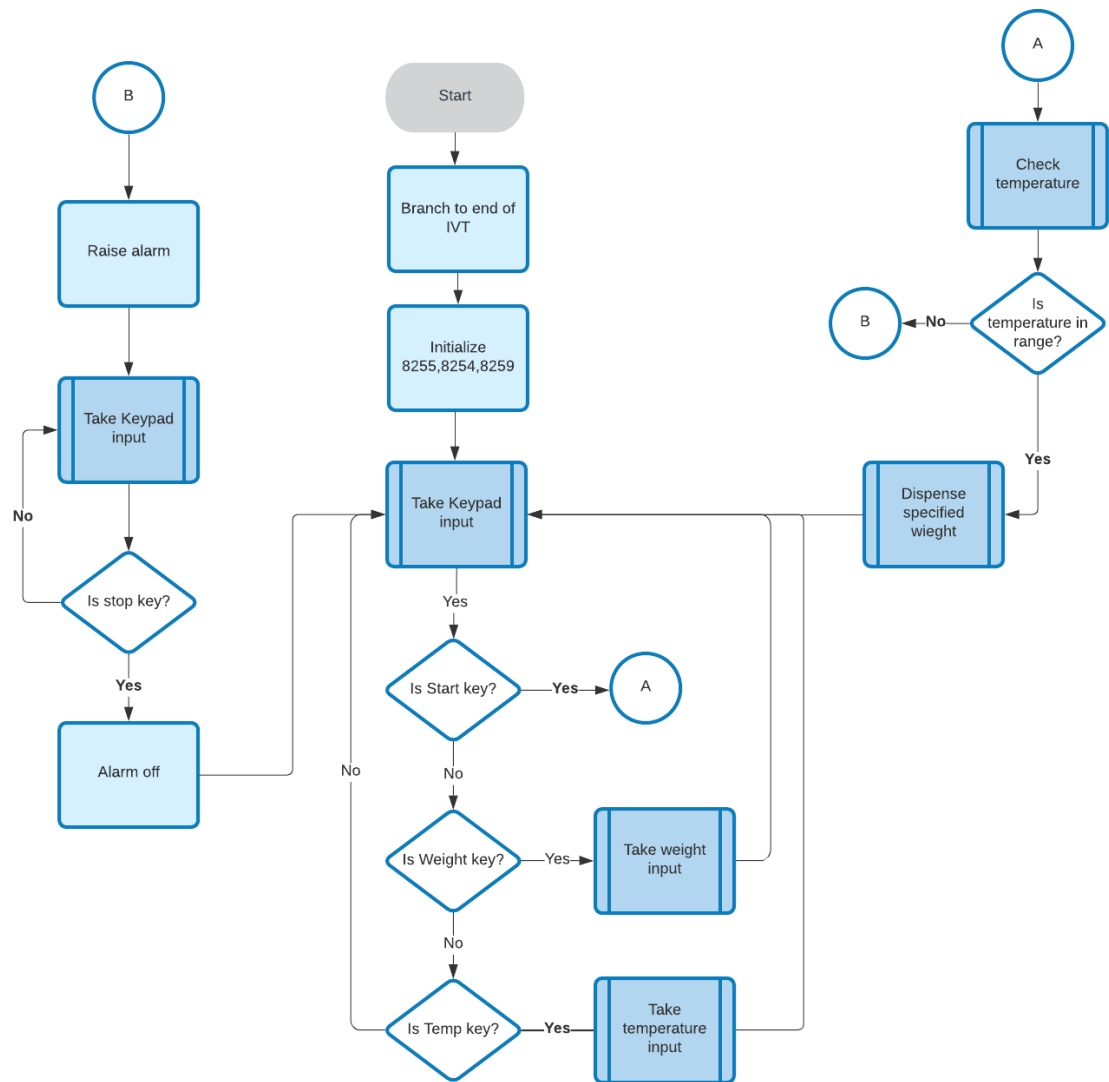 A
B
Start
Check
temperature
Branch to end of
IVT
Raise alarm
Is
temperature in
range?
No
B
Initialize
8255,8254,8259
Take Keypad
input
Yes
Take Keypad
input
Dispense
specified
wieght
No
Is stop key?
Yes
Is Start key?
Yes
A
Yes
Alarm off
No
No
Is Weight key?
Yes
Take weight
input
No
Is Temp key?
Yes
Take
temperature
input